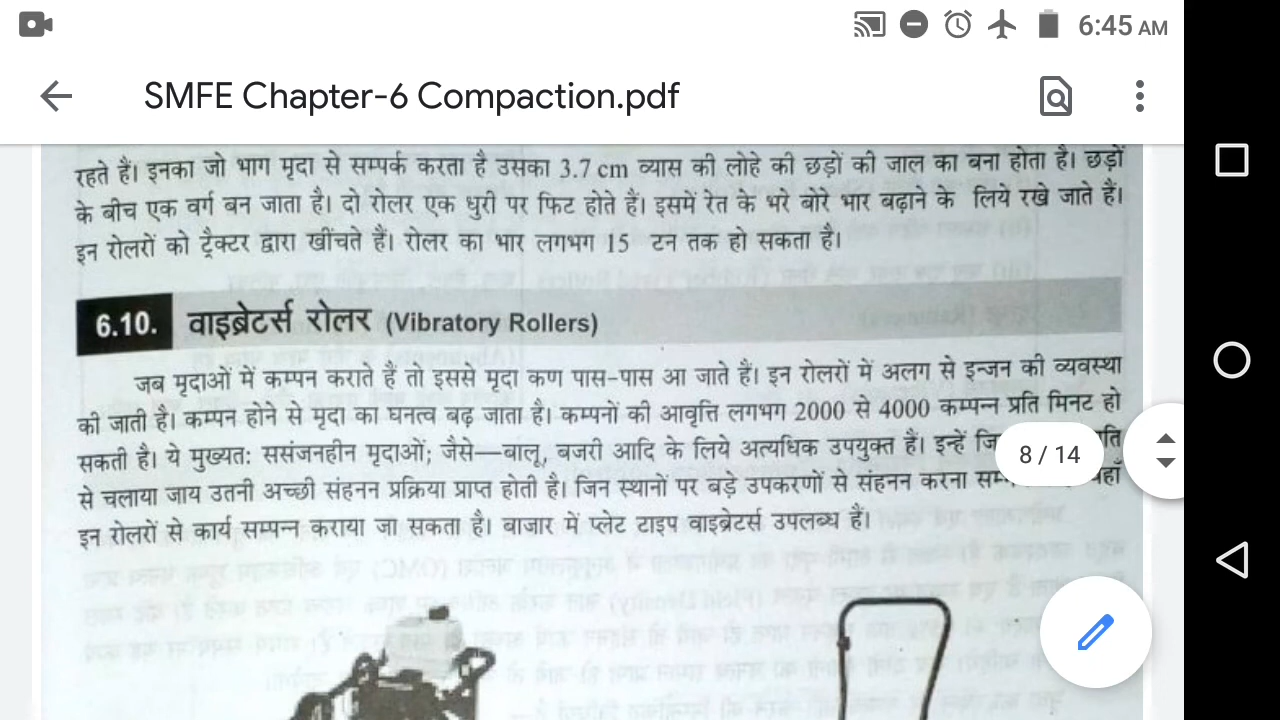 6:45 AM
SMFE Chapter-6 Compaction.pdf
रहते हैं। इनका जो भाग मृदा से सम्पर्क करता है उसका 3.7 cm व्यास की लोहे की छड़ों की जाल का बना होता है। छड़ों
के बीच एक वर्ग बन जाता है। दो रोलर एक धुरी पर फिट होते हैं। इसमें रेत के भरे बोरे भार बढ़ाने के लिये रखे जाते हैं।
इन रोलरों को ट्रैक्टर द्वारा खींचते हैं। रोलर का भार लगभग 15 टन तक हो सकता है।
6.10. वाइब्रेटर्स रोलर (Vibratory Rollers)
जब मृदाओं में कम्पन कराते हैं तो इससे मृदा कण पास-पास आ जाते हैं। इन रोलरों में अलग से इन्जन की व्यवस्था
की जाती है। कम्पन होने से मृदा का घनत्व बढ़ जाता है। कम्पनों की आवृत्ति लगभग 2000 से 4000 कम्पन्न प्रति मिनट हो
सकती है। ये मुख्यतः ससंजनहीन मृदाओं; जैसे—बालू, बजरी आदि के लिये अत्यधिक उपयुक्त हैं। इन्हें
8 / 14
से चलाया जाय उतनी अच्छी संहनन प्रक्रिया प्राप्त होती है। जिन स्थानों पर बड़े उपकरणों से संहनन करना
इन रोलरों से कार्य सम्पन्न कराया जा सकता है। बाजार में प्लेट टाइप वाइब्रेटर्स उपलब्ध हैं।